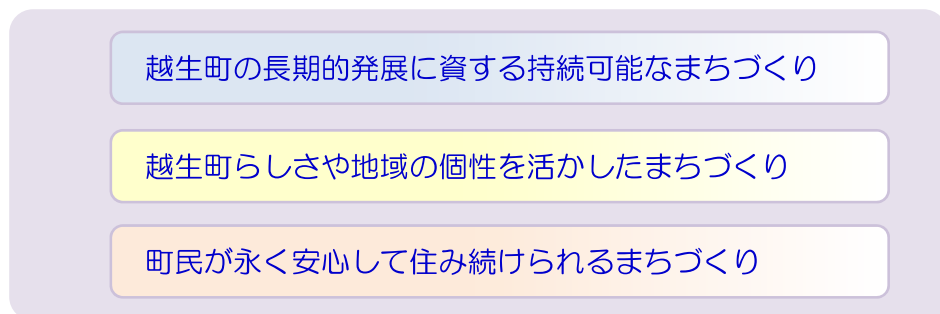 越生町の長期的発展に資する持続可能なまちづくり
越生町らしさや地域の個性を活かしたまちづくり
町民が永く安心して住み続けられるまちづくり